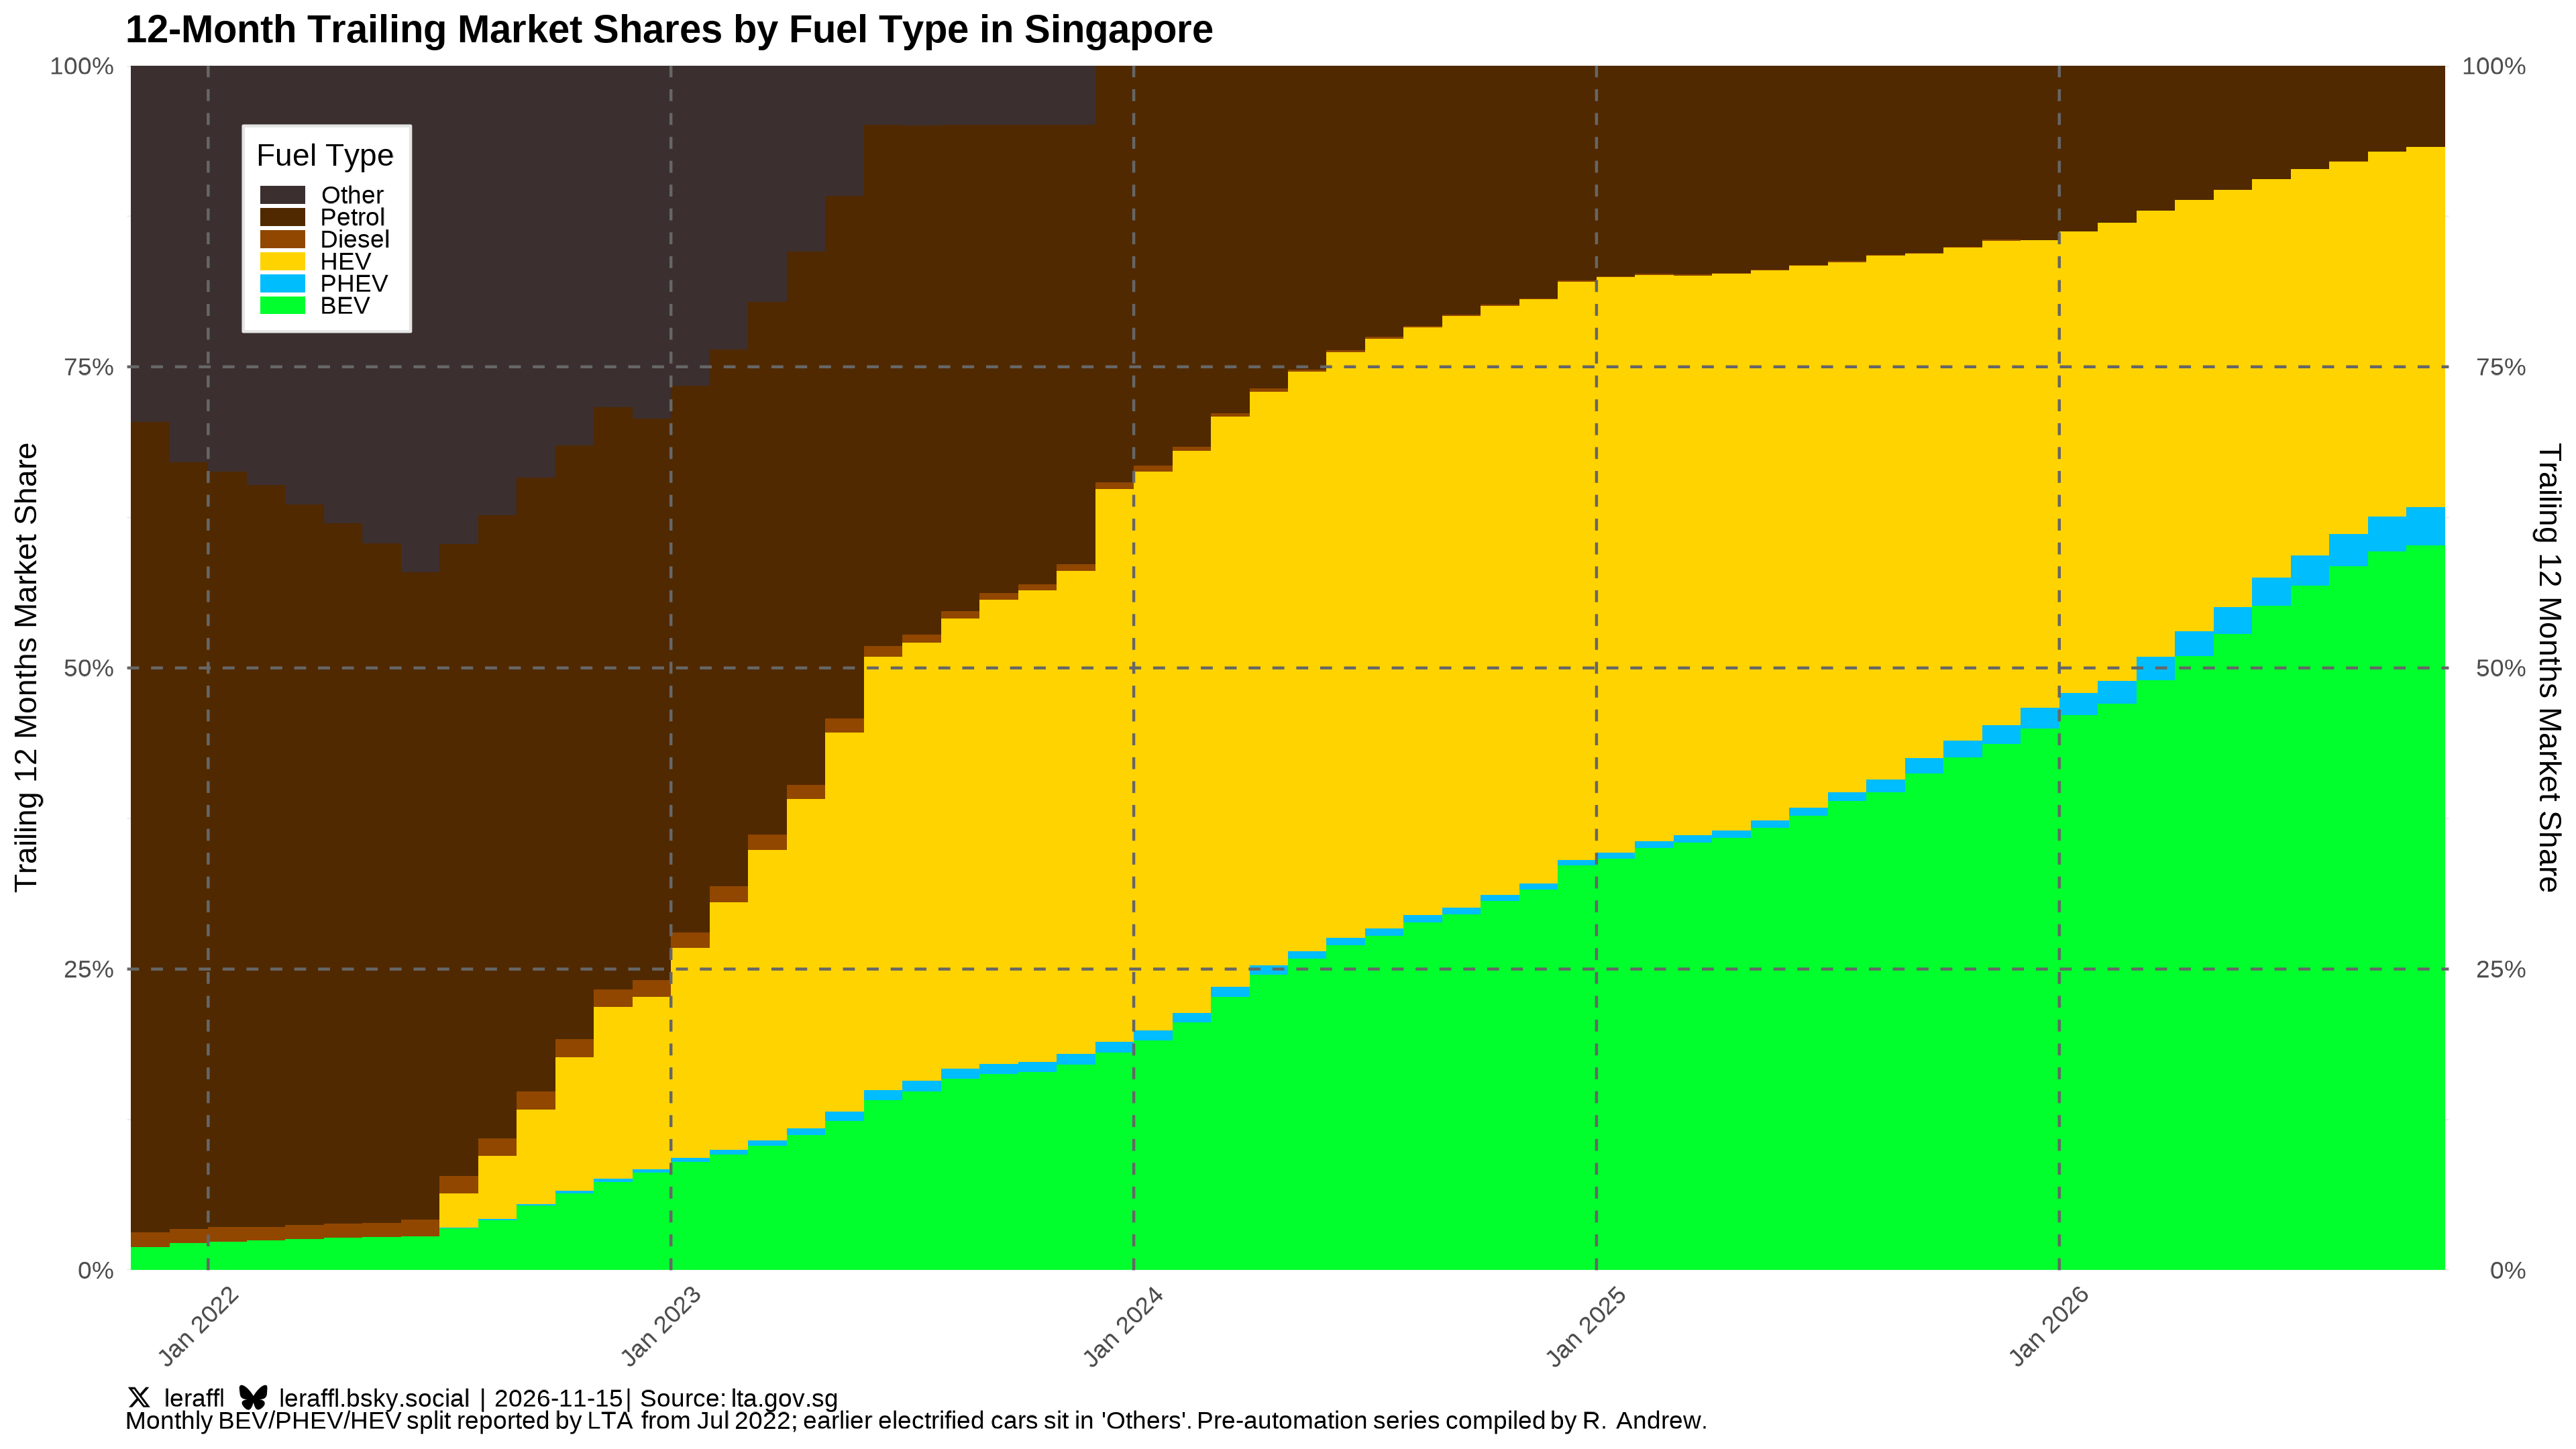 12-Month Trailing Market Shares by Fuel Type in Singapore
100%
100%
Fuel Type
Other
Petrol
Diesel
HEV
PHEV
BEV
75%
75%
Trailing 12 Months Market Share
Trailing 12 Months Market Share
50%
50%
25%
25%
0%
0%
Jan 2022
Jan 2023
Jan 2024
Jan 2025
Jan 2026
𝕏 leraffl leraffl.bsky.social | 2026-11-15| Source: lta.gov.sg
Monthly BEV/PHEV/HEV split reported by LTA from Jul 2022; earlier electrified cars sit in 'Others'. Pre-automation series compiled by R. Andrew.